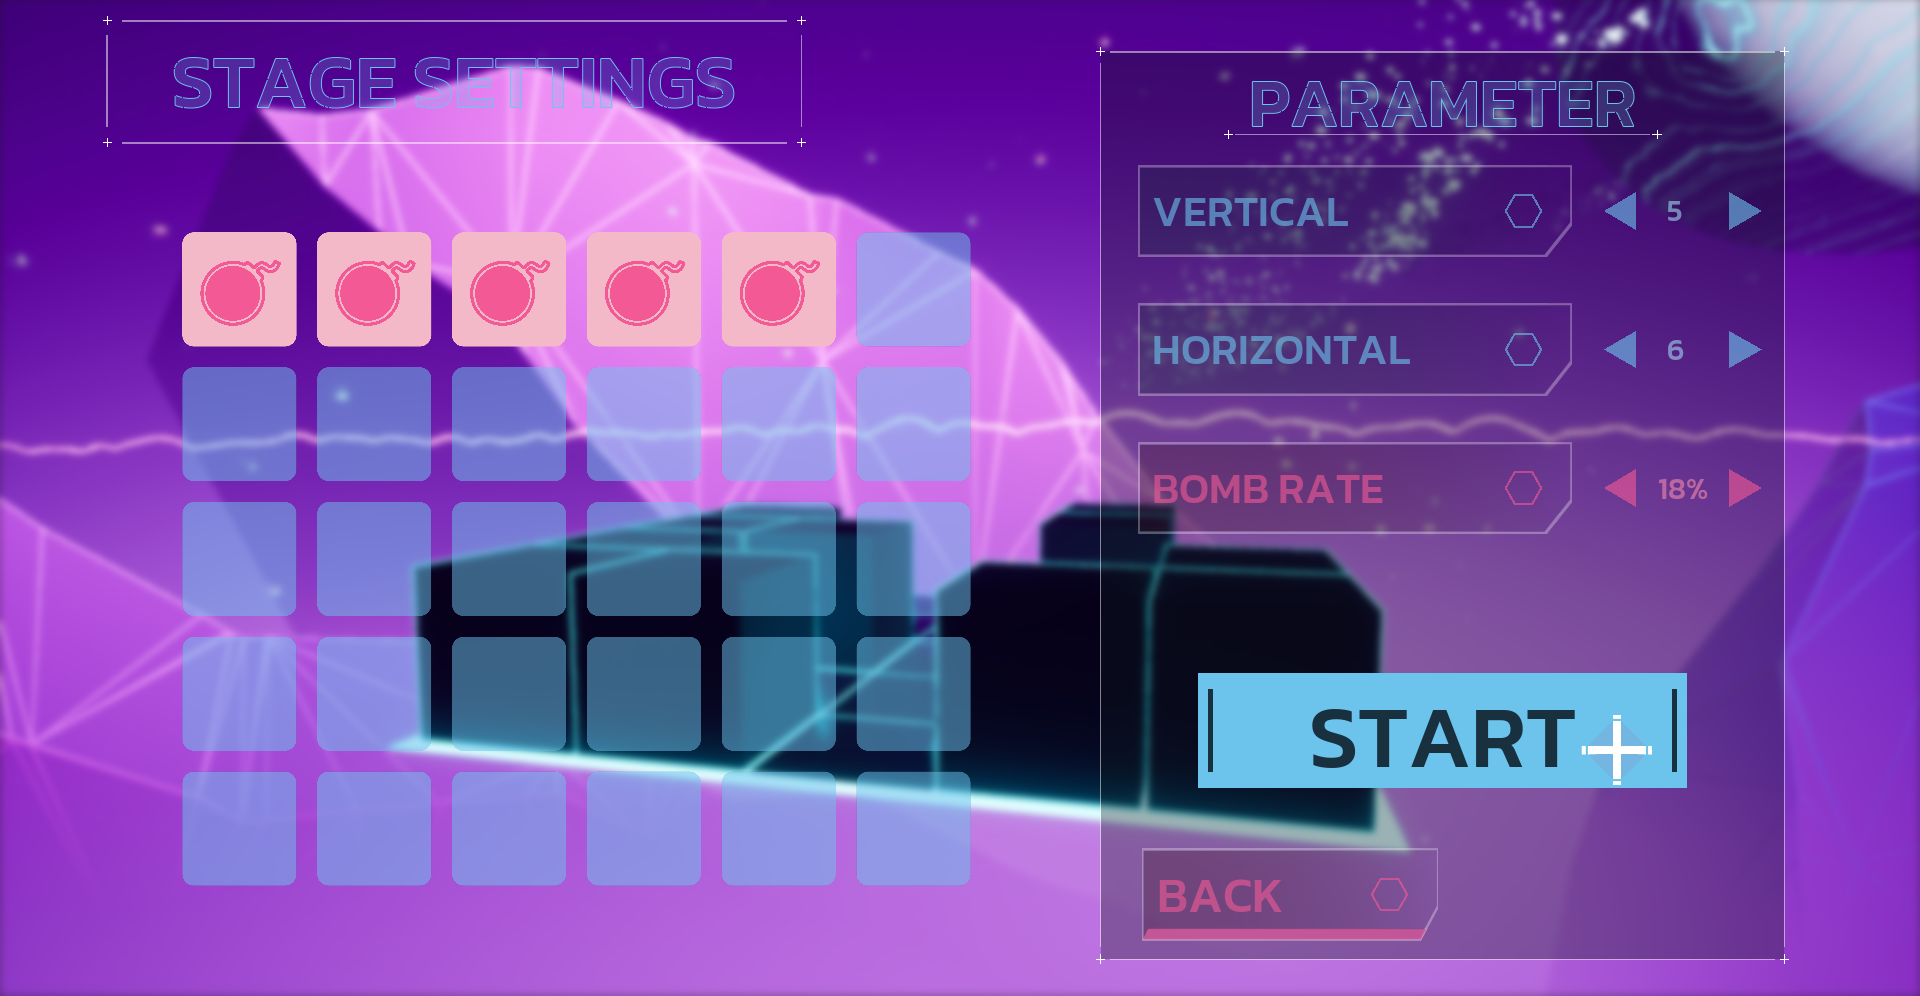 STAGE SETTINGS
PARAMETER
VERTICAL 5
HORIZONTAL 6
BOMB RATE 18%
START
BACK